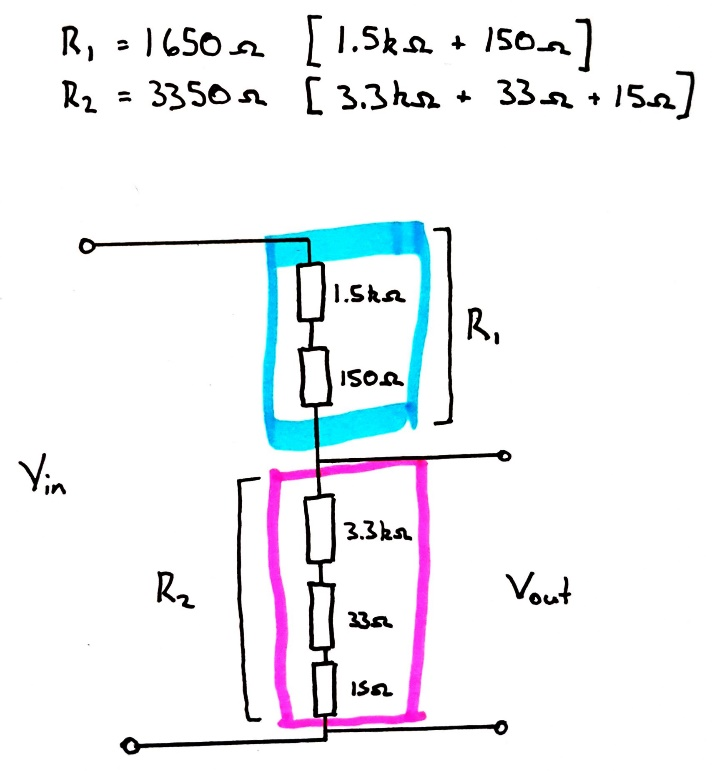 R₁ = 1650Ω [1.5kΩ + 150Ω]
R₂ = 3350Ω [3.3kΩ + 33Ω + 15Ω]
1.5kΩ
R₁
150Ω
Vin
3.3kΩ
R₂
Vout
33Ω
15Ω